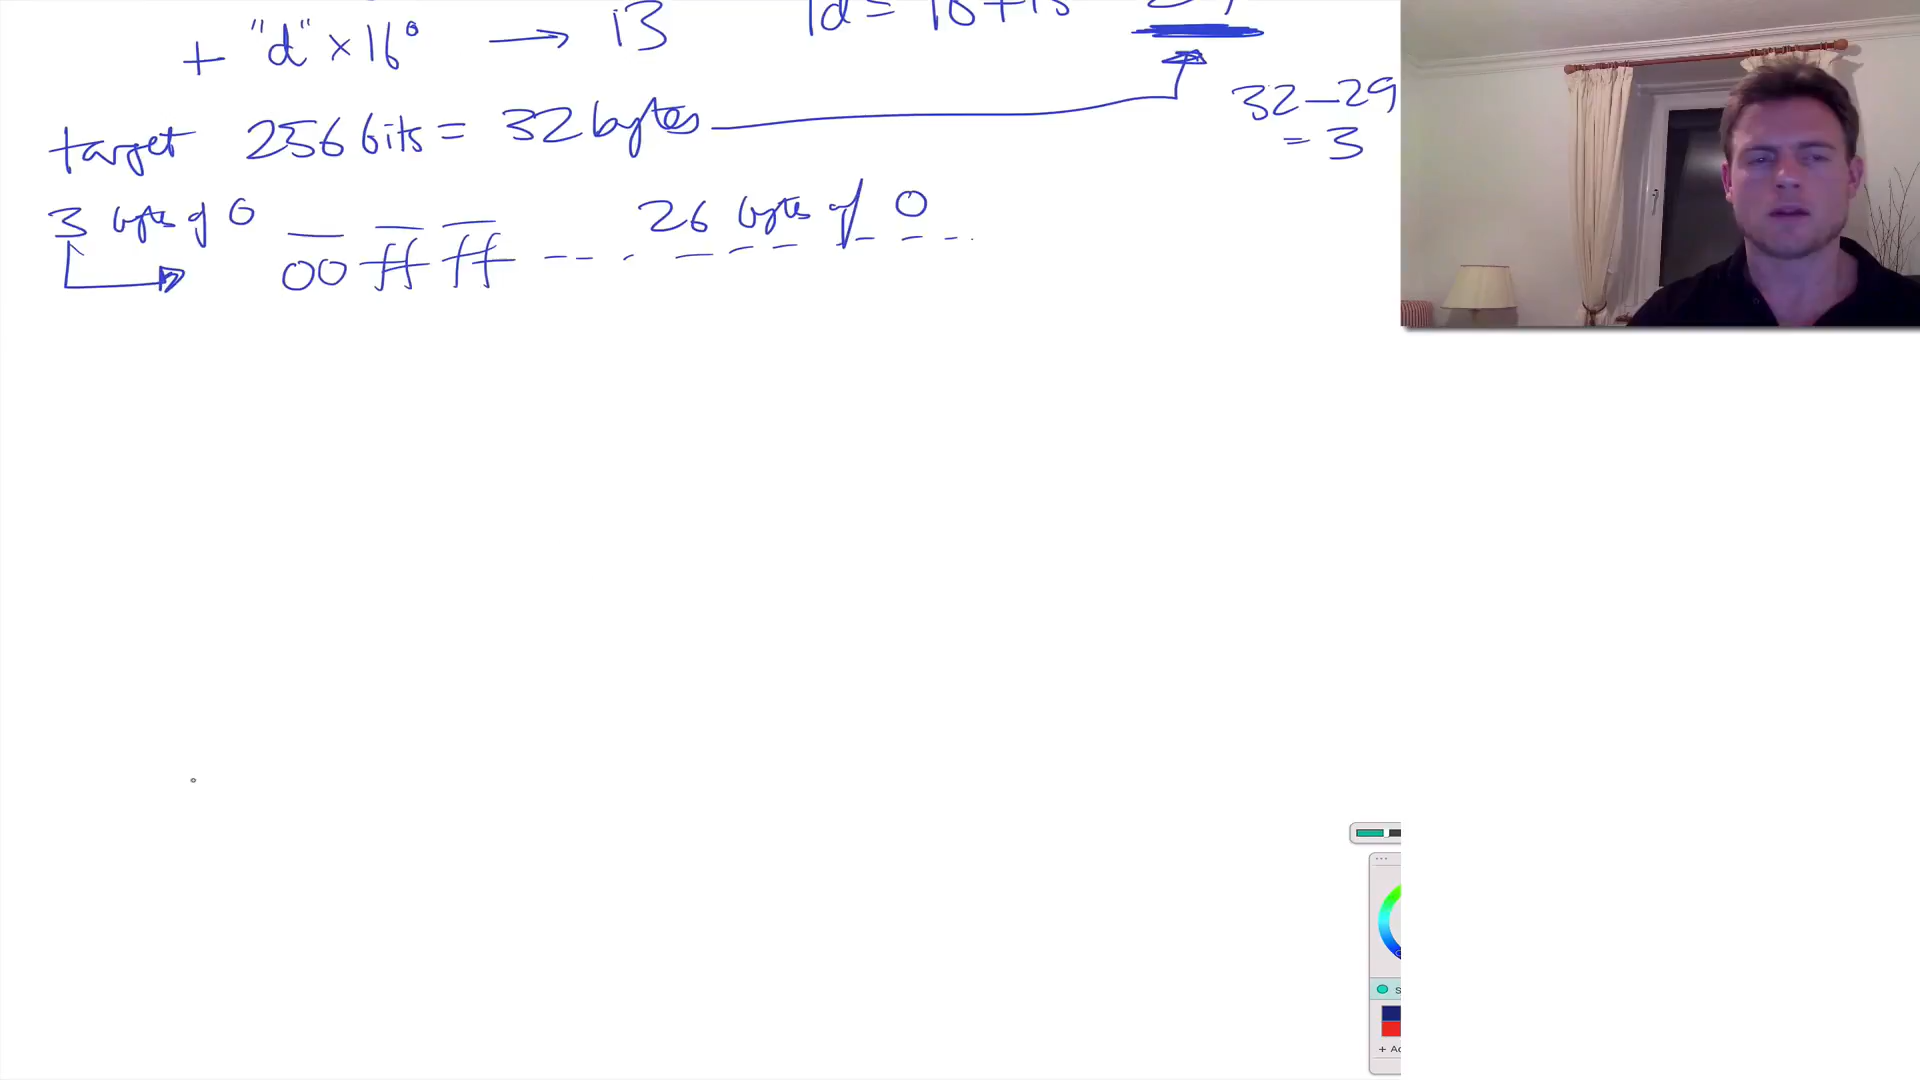 + "d" × 16⁰ → 13
1d = 16+13
target 256 bits = 32 bytes
32 − 29
= 3
3 bytes of 0
26 bytes of 0
00 ff ff